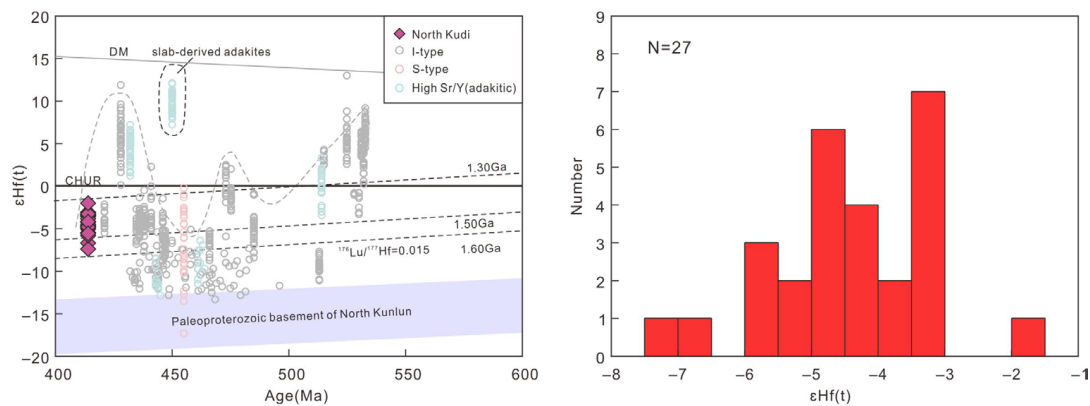 20
15
10
5
0
−5
−10
−15
−20
εHf(t)
400
450
500
550
600
Age(Ma)
DM
slab-derived adakites
North Kudi
I-type
S-type
High Sr/Y(adakitic)
CHUR
1.30Ga
1.50Ga
¹⁷⁶Lu/¹⁷⁷Hf=0.015
1.60Ga
Paleoproterozoic basement of North Kunlun
9
8
7
6
5
4
3
2
1
0
Number
N=27
−8
−7
−6
−5
−4
−3
−2
−1
εHf(t)